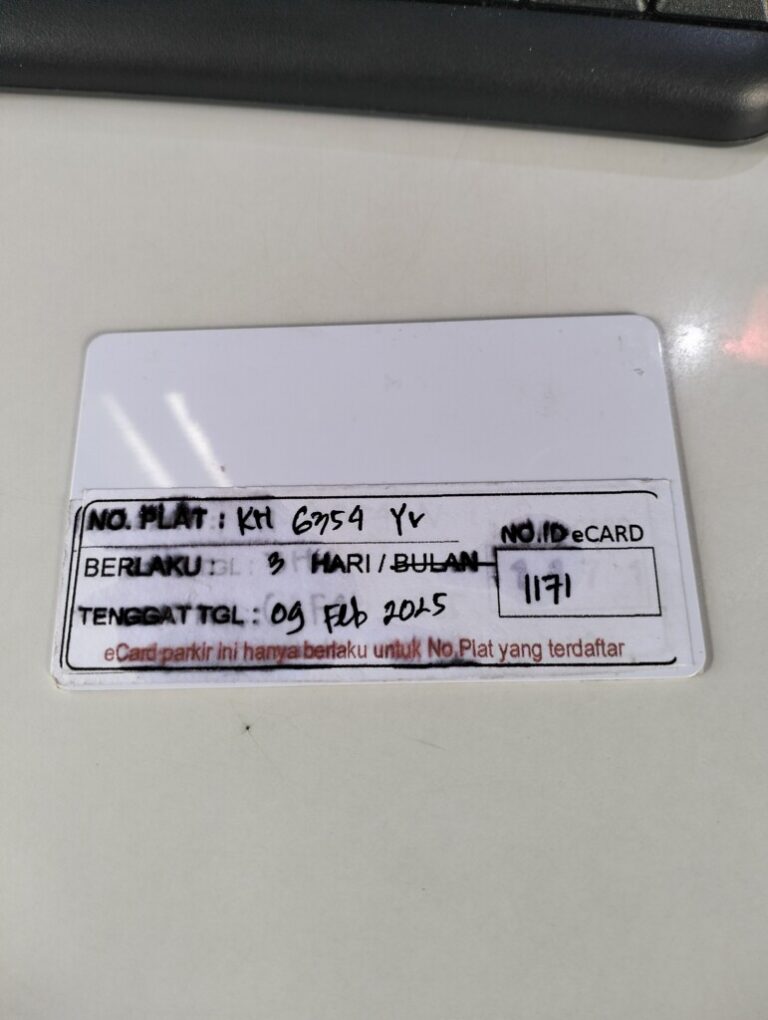 NO. PLAT : KH 6354 Yr
NO.ID eCARD
BERLAKU : 3 HARI / BULAN
1171
TENGGAT TGL : 09 Feb 2025
eCard parkir ini hanya berlaku untuk No.Plat yang terdaftar